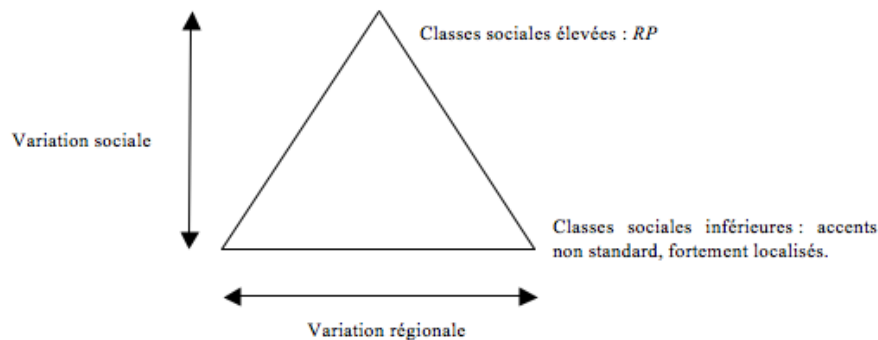 Classes sociales élevées : RP
Variation sociale
Classes sociales inférieures : accents
non standard, fortement localisés.
Variation régionale